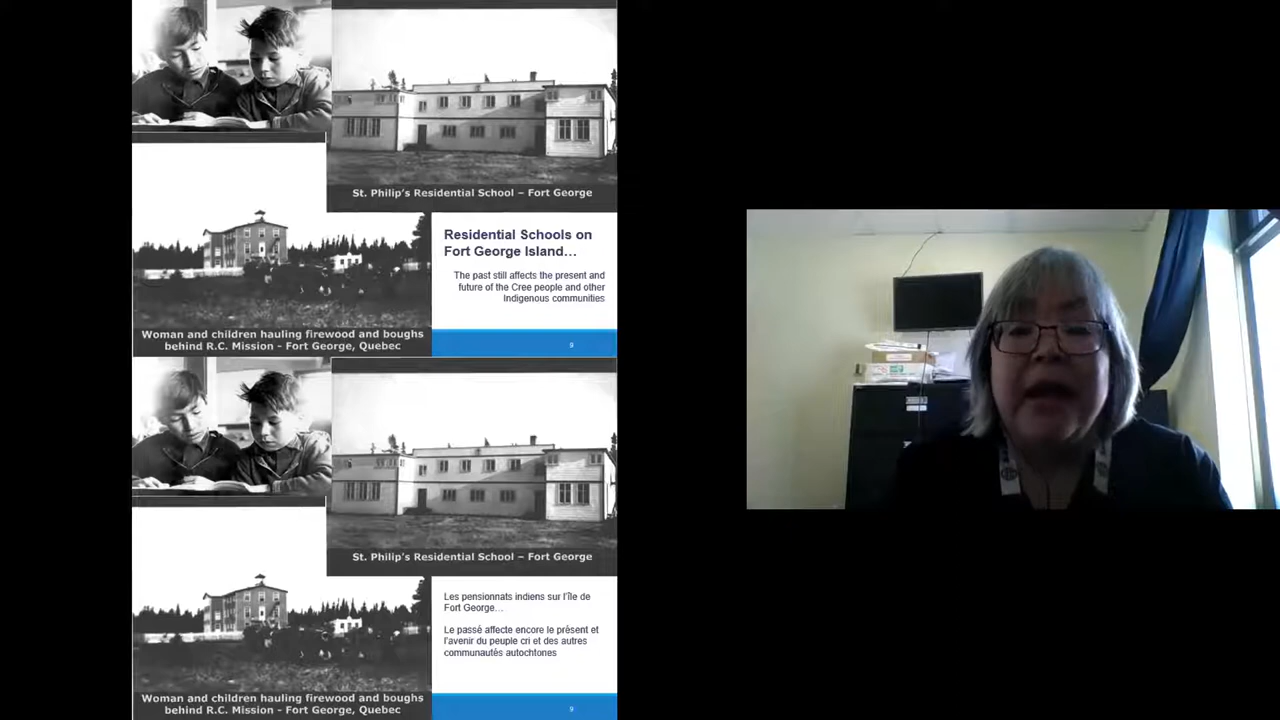 St. Philip's Residential School – Fort George
Residential Schools on
Fort George Island…
The past still affects the present and
future of the Cree people and other
Indigenous communities
Woman and children hauling firewood and boughs
behind R.C. Mission - Fort George, Quebec
9
St. Philip's Residential School – Fort George
Les pensionnats indiens sur l'île de
Fort George…
Le passé affecte encore le présent et
l'avenir du peuple cri et des autres
communautés autochtones
Woman and children hauling firewood and boughs
behind R.C. Mission - Fort George, Quebec
9